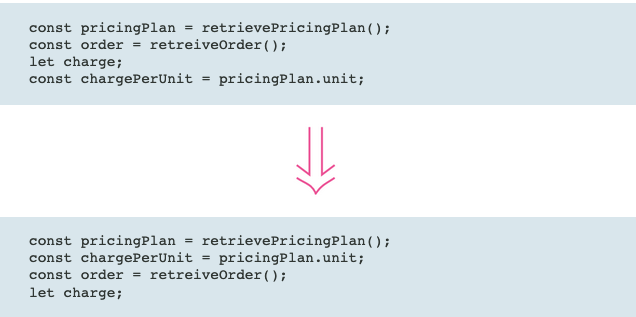 const pricingPlan = retrievePricingPlan();
const order = retreiveOrder();
let charge;
const chargePerUnit = pricingPlan.unit;
const pricingPlan = retrievePricingPlan();
const chargePerUnit = pricingPlan.unit;
const order = retreiveOrder();
let charge;